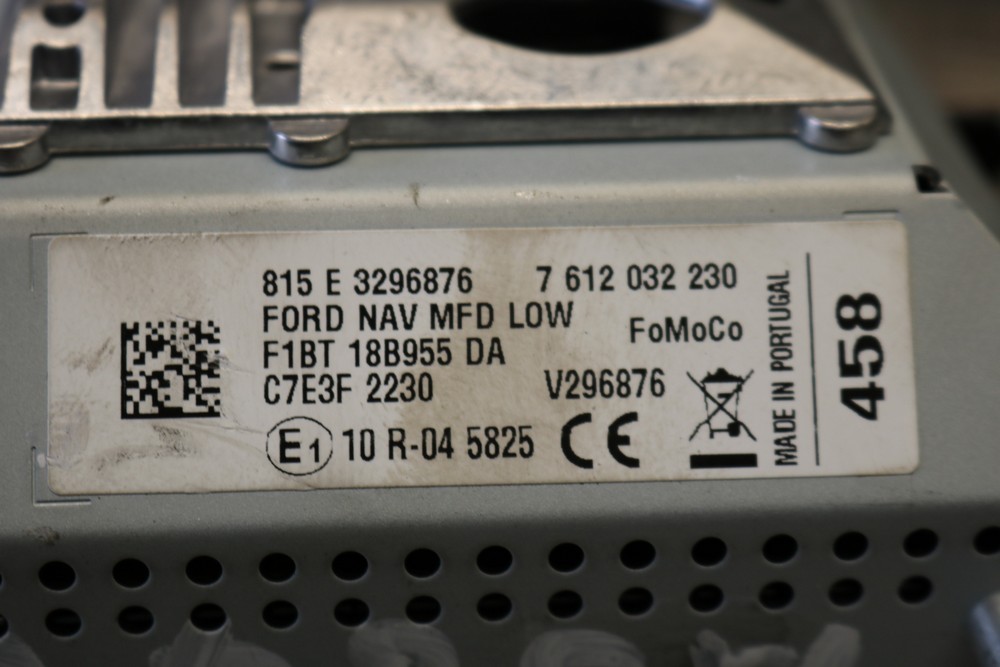 815 E 3296876 7 612 032 230
FORD NAV MFD LOW
FoMoCo
F1BT 18B955 DA
C7E3F 2230 V296876
E1 10 R-04 5825 CE
MADE IN PORTUGAL
458